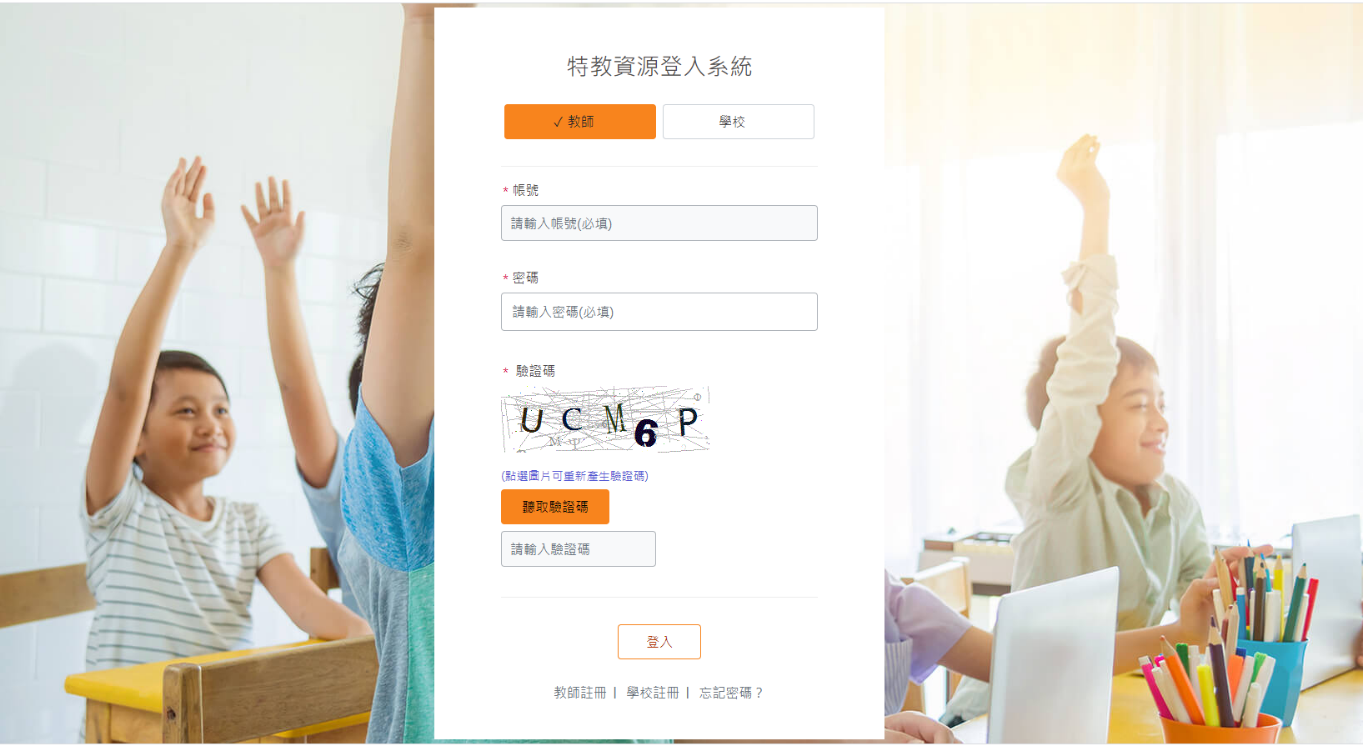 特教資源登入系統
✓ 教師
學校
* 帳號
請輸入帳號(必填)
* 密碼
請輸入密碼(必填)
* 驗證碼
U C M 6 P
(點選圖片可重新產生驗證碼)
聽取驗證碼
請輸入驗證碼
登入
教師註冊 | 學校註冊 | 忘記密碼？